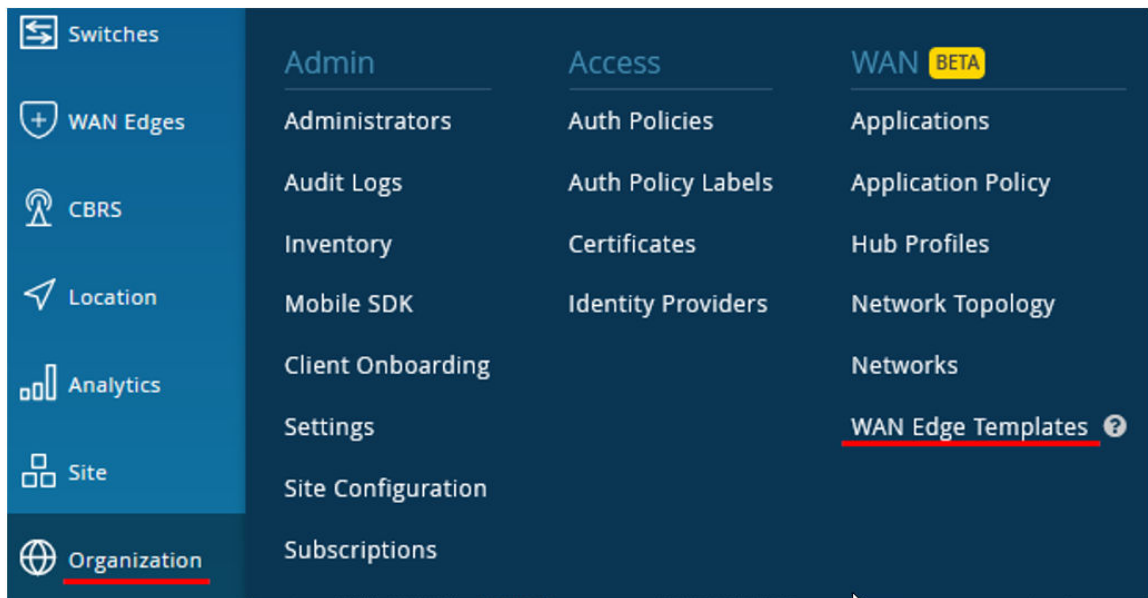 Switches
WAN Edges
CBRS
Location
Analytics
Site
Organization
Admin
Administrators
Audit Logs
Inventory
Mobile SDK
Client Onboarding
Settings
Site Configuration
Subscriptions
Access
Auth Policies
Auth Policy Labels
Certificates
Identity Providers
WAN BETA
Applications
Application Policy
Hub Profiles
Network Topology
Networks
WAN Edge Templates ?